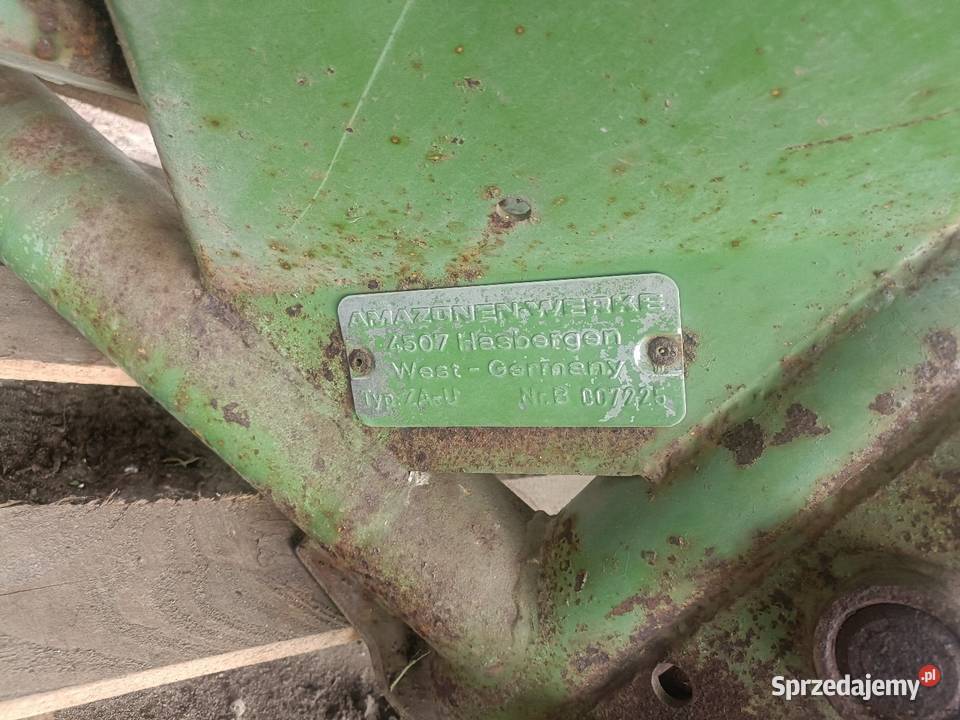 AMAZONEN-WERKE
4507 Hasbergen
West-Germany
Typ: ZA-U Nr. B 007225
Sprzedajemy.pl